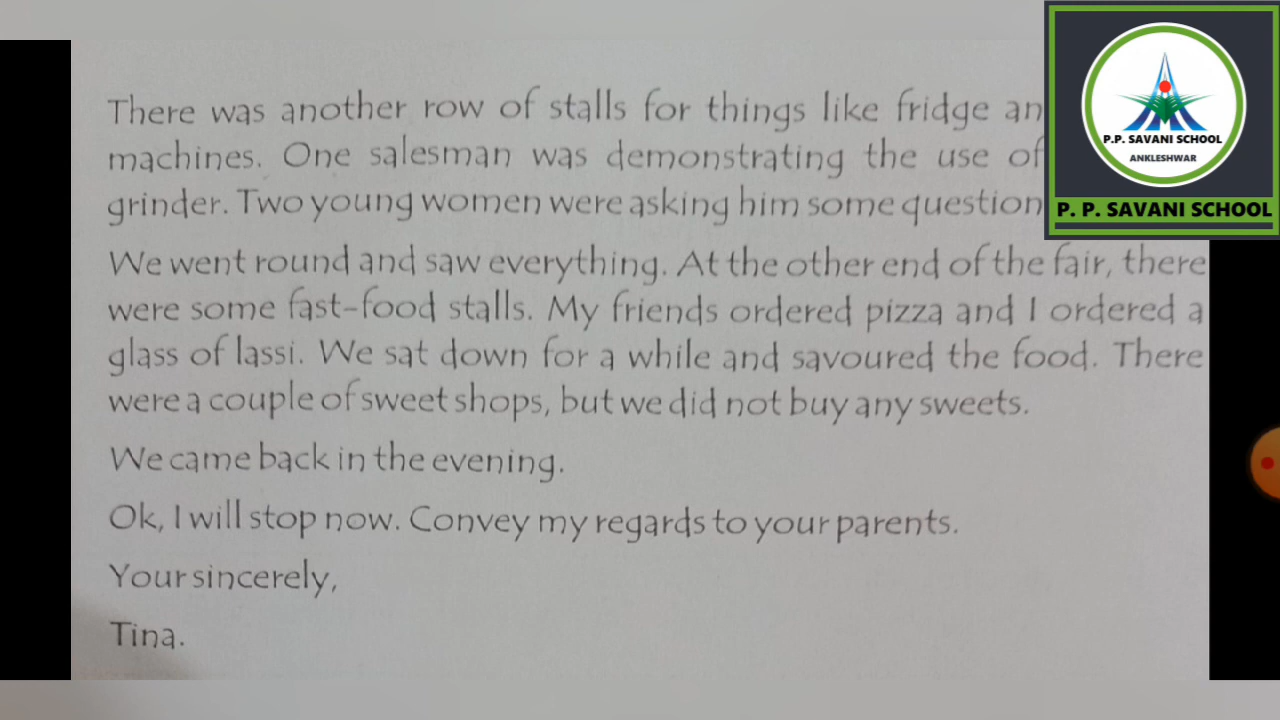 There was another row of stalls for things like fridge
machines. One salesman was demonstrating the use of
grinder. Two young women were asking him some question
We went round and saw everything. At the other end of the fair, there
were some fast-food stalls. My friends ordered pizza and I ordered a
glass of lassi. We sat down for a while and savoured the food. There
were a couple of sweet shops, but we did not buy any sweets.
We came back in the evening.
Ok, I will stop now. Convey my regards to your parents.
Your sincerely,
Tina.
P.P. SAVANI SCHOOL
ANKLESHWAR
P. P. SAVANI SCHOOL